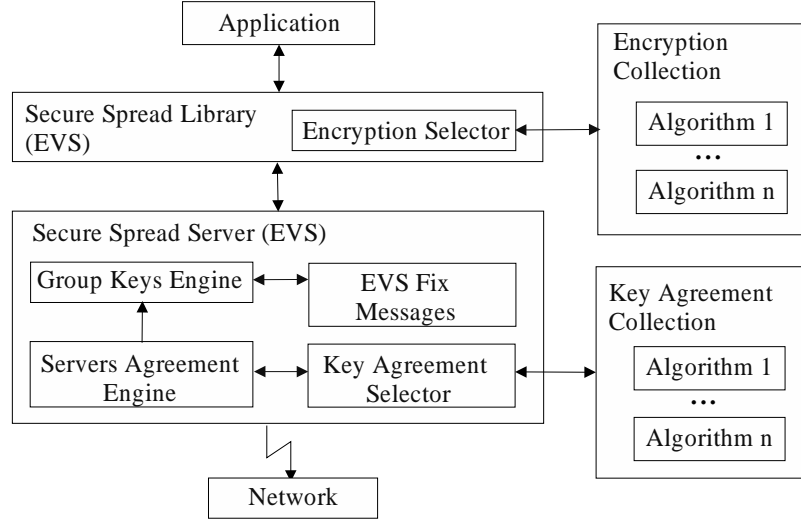 Application
Secure Spread Library
(EVS)
Encryption Selector
Encryption
Collection
Algorithm 1
...
Algorithm n
Secure Spread Server (EVS)
Group Keys Engine
EVS Fix
Messages
Servers Agreement
Engine
Key Agreement
Selector
Key Agreement
Collection
Algorithm 1
...
Algorithm n
Network